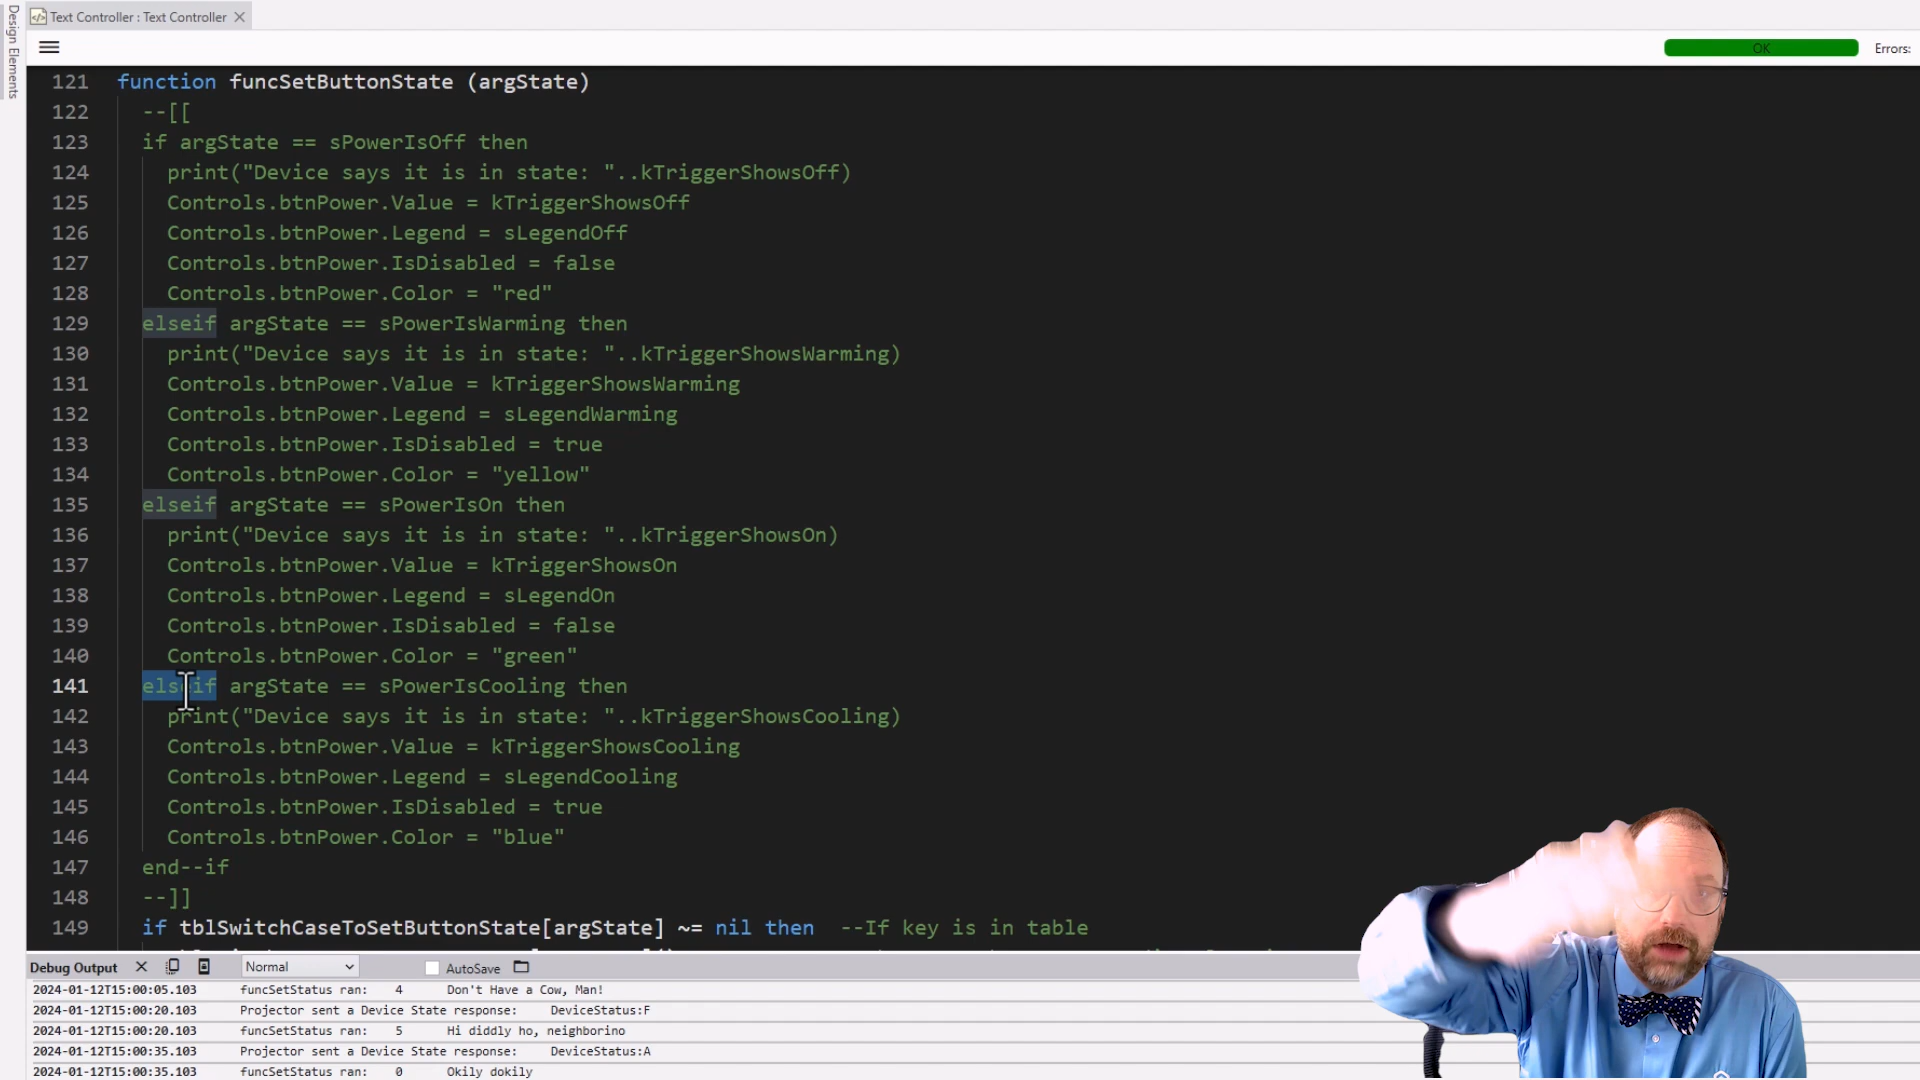 Design Elements
Text Controller : Text Controller
OK
Errors:
121 function funcSetButtonState (argState)
122 --[[
123 if argState == sPowerIsOff then
124 print("Device says it is in state: "..kTriggerShowsOff)
125 Controls.btnPower.Value = kTriggerShowsOff
126 Controls.btnPower.Legend = sLegendOff
127 Controls.btnPower.IsDisabled = false
128 Controls.btnPower.Color = "red"
129 elseif argState == sPowerIsWarming then
130 print("Device says it is in state: "..kTriggerShowsWarming)
131 Controls.btnPower.Value = kTriggerShowsWarming
132 Controls.btnPower.Legend = sLegendWarming
133 Controls.btnPower.IsDisabled = true
134 Controls.btnPower.Color = "yellow"
135 elseif argState == sPowerIsOn then
136 print("Device says it is in state: "..kTriggerShowsOn)
137 Controls.btnPower.Value = kTriggerShowsOn
138 Controls.btnPower.Legend = sLegendOn
139 Controls.btnPower.IsDisabled = false
140 Controls.btnPower.Color = "green"
141 elseif argState == sPowerIsCooling then
142 print("Device says it is in state: "..kTriggerShowsCooling)
143 Controls.btnPower.Value = kTriggerShowsCooling
144 Controls.btnPower.Legend = sLegendCooling
145 Controls.btnPower.IsDisabled = true
146 Controls.btnPower.Color = "blue"
147 end--if
148 --]]
149 if tblSwitchCaseToSetButtonState[argState] ~= nil then --If key is in table
Debug Output Normal AutoSave
2024-01-12T15:00:05.103 funcSetStatus ran: 4 Don't Have a Cow, Man!
2024-01-12T15:00:20.103 Projector sent a Device State response: DeviceStatus:F
2024-01-12T15:00:20.103 funcSetStatus ran: 5 Hi diddly ho, neighborino
2024-01-12T15:00:35.103 Projector sent a Device State response: DeviceStatus:A
2024-01-12T15:00:35.103 funcSetStatus ran: 0 Okily dokily